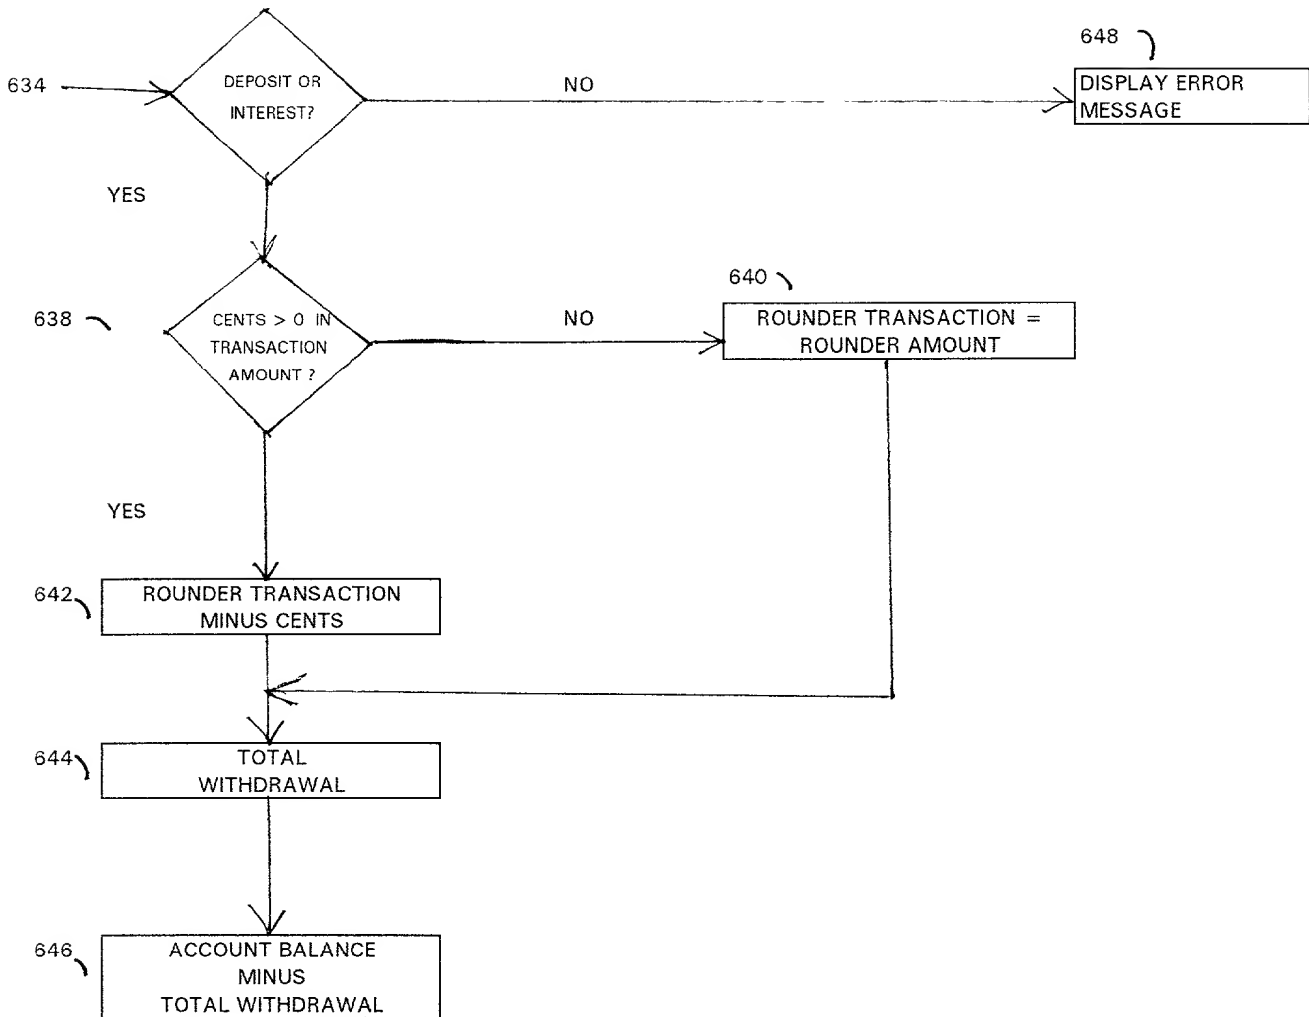 648
634
DEPOSIT OR
INTEREST?
NO
DISPLAY ERROR
MESSAGE
YES
640
638
CENTS > 0 IN
TRANSACTION
AMOUNT ?
NO
ROUNDER TRANSACTION =
ROUNDER AMOUNT
YES
642
ROUNDER TRANSACTION
MINUS CENTS
644
TOTAL
WITHDRAWAL
646
ACCOUNT BALANCE
MINUS
TOTAL WITHDRAWAL